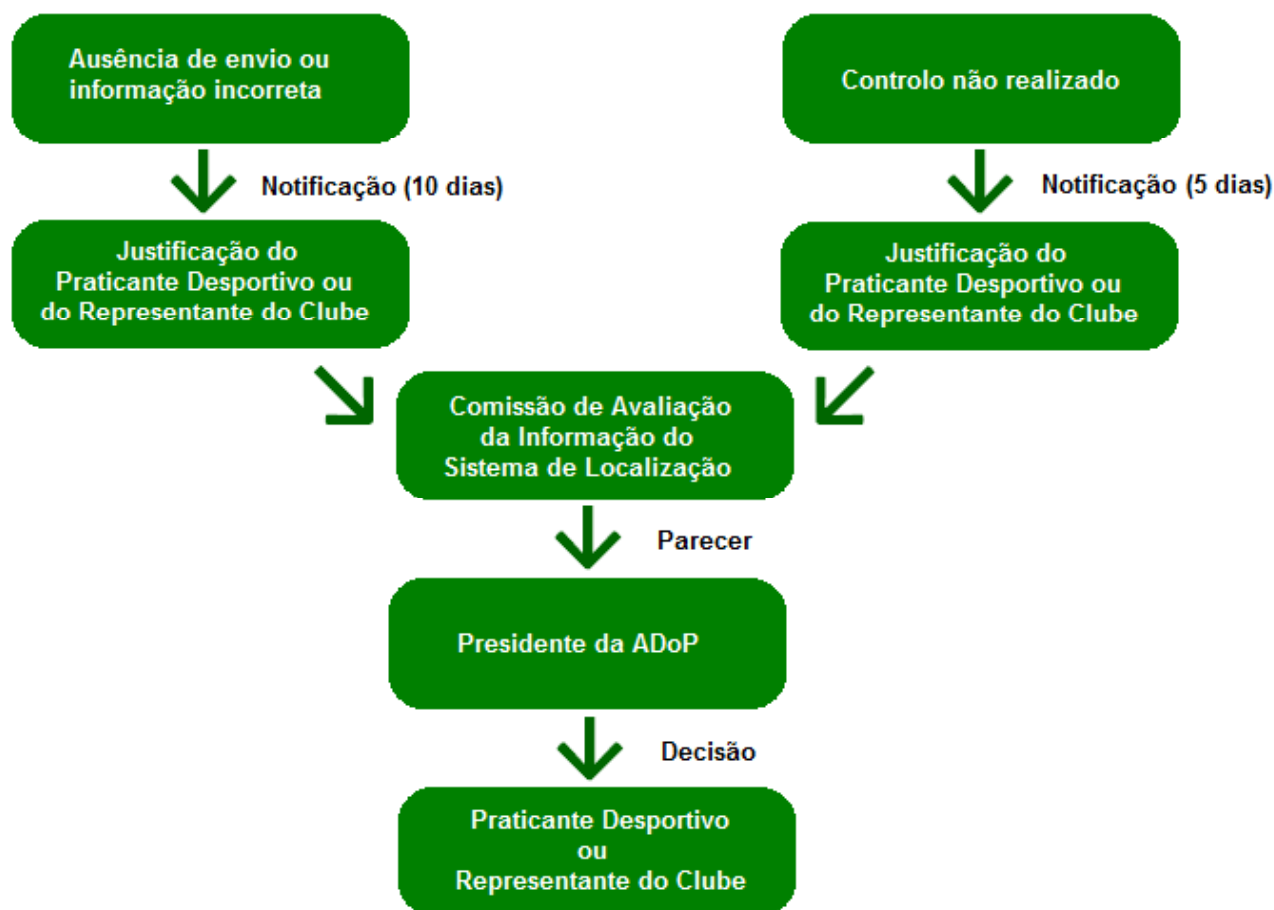 Ausência de envio ou
informação incorreta
Controlo não realizado
Notificação (10 dias)
Notificação (5 dias)
Justificação do
Praticante Desportivo ou
do Representante do Clube
Justificação do
Praticante Desportivo ou
do Representante do Clube
Comissão de Avaliação
da Informação do
Sistema de Localização
Parecer
Presidente da ADoP
Decisão
Praticante Desportivo
ou
Representante do Clube